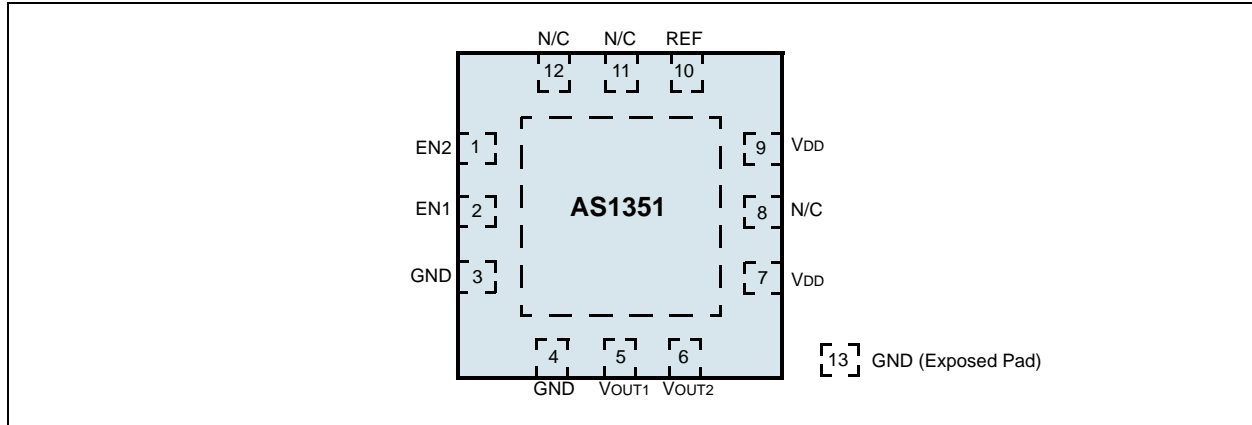 N/C N/C REF
12 11 10
EN2 1 9 VDD
EN1 2 AS1351 8 N/C
GND 3 7 VDD
4 5 6
GND VOUT1 VOUT2
13 GND (Exposed Pad)